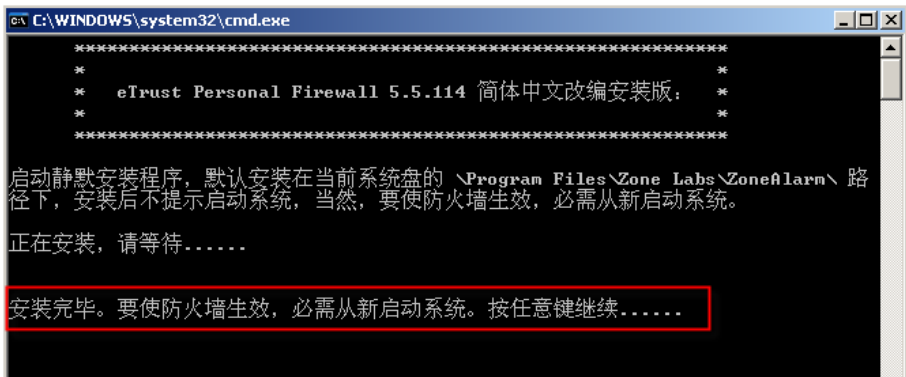 C:\WINDOWS\system32\cmd.exe
*************************************************************
* *
* eTrust Personal Firewall 5.5.114 简体中文改编安装版: *
* *
*************************************************************
启动静默安装程序，默认安装在当前系统盘的 \Program Files\Zone Labs\ZoneAlarm\ 路
径下，安装后不提示启动系统，当然，要使防火墙生效，必需从新启动系统。
正在安装，请等待......
安装完毕。要使防火墙生效，必需从新启动系统。按任意键继续......